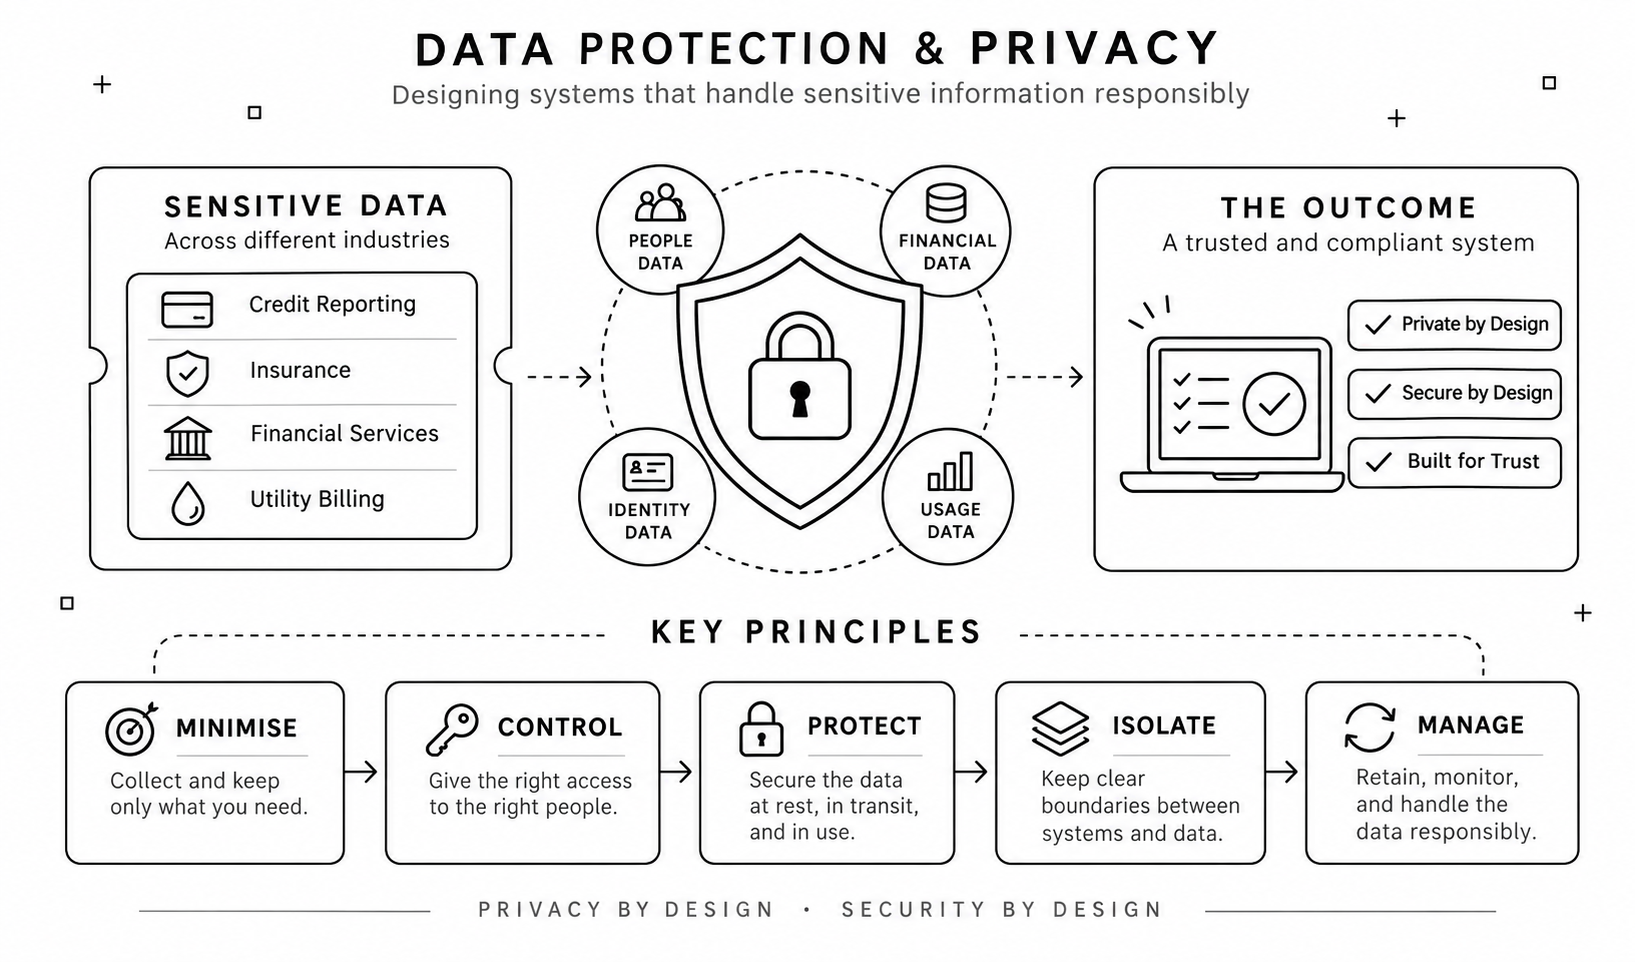 DATA PROTECTION & PRIVACY
Designing systems that handle sensitive information responsibly
SENSITIVE DATA
Across different industries
Credit Reporting
Insurance
Financial Services
Utility Billing
PEOPLE
DATA
FINANCIAL
DATA
IDENTITY
DATA
USAGE
DATA
THE OUTCOME
A trusted and compliant system
Private by Design
Secure by Design
Built for Trust
KEY PRINCIPLES
MINIMISE
Collect and keep
only what you need.
CONTROL
Give the right access
to the right people.
PROTECT
Secure the data
at rest, in transit,
and in use.
ISOLATE
Keep clear
boundaries between
systems and data.
MANAGE
Retain, monitor,
and handle the
data responsibly.
PRIVACY BY DESIGN • SECURITY BY DESIGN